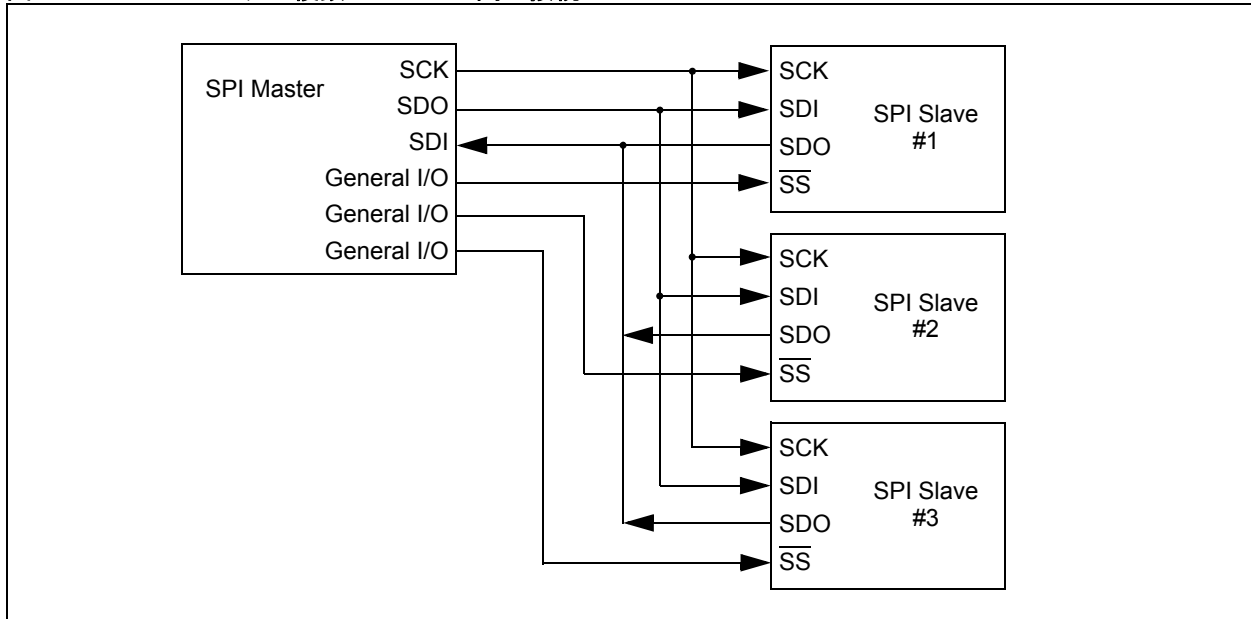 SPI Master
SCK
SDO
SDI
General I/O
General I/O
General I/O
SCK
SDI
SDO
SS
SPI Slave
#1
SCK
SDI
SDO
SS
SPI Slave
#2
SCK
SDI
SDO
SS
SPI Slave
#3